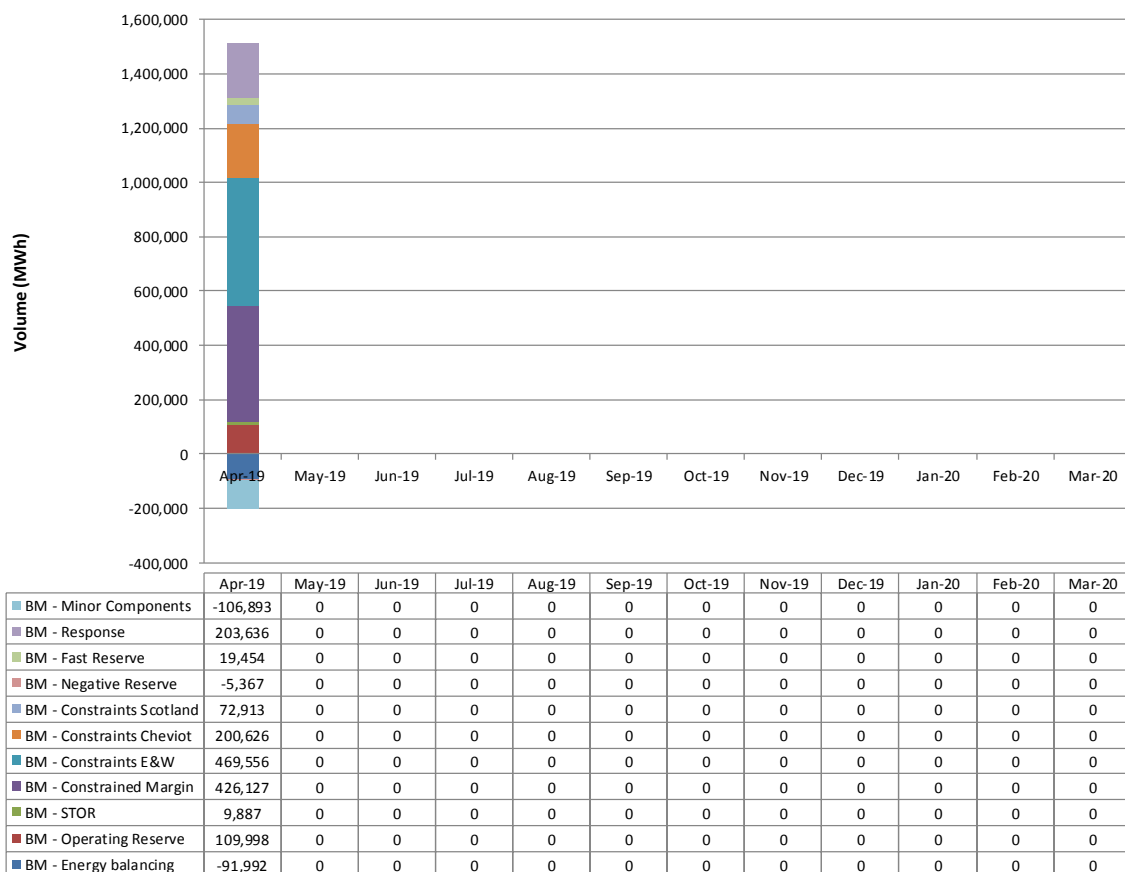 1,600,000
1,400,000
1,200,000
1,000,000
800,000
600,000
400,000
200,000
0
-200,000
-400,000
Volume (MWh)
Apr-19 May-19 Jun-19 Jul-19 Aug-19 Sep-19 Oct-19 Nov-19 Dec-19 Jan-20 Feb-20 Mar-20
Apr-19 May-19 Jun-19 Jul-19 Aug-19 Sep-19 Oct-19 Nov-19 Dec-19 Jan-20 Feb-20 Mar-20
BM - Minor Components -106,893 0 0 0 0 0 0 0 0 0 0 0
BM - Response 203,636 0 0 0 0 0 0 0 0 0 0 0
BM - Fast Reserve 19,454 0 0 0 0 0 0 0 0 0 0 0
BM - Negative Reserve -5,367 0 0 0 0 0 0 0 0 0 0 0
BM - Constraints Scotland 72,913 0 0 0 0 0 0 0 0 0 0 0
BM - Constraints Cheviot 200,626 0 0 0 0 0 0 0 0 0 0 0
BM - Constraints E&W 469,556 0 0 0 0 0 0 0 0 0 0 0
BM - Constrained Margin 426,127 0 0 0 0 0 0 0 0 0 0 0
BM - STOR 9,887 0 0 0 0 0 0 0 0 0 0 0
BM - Operating Reserve 109,998 0 0 0 0 0 0 0 0 0 0 0
BM - Energy balancing -91,992 0 0 0 0 0 0 0 0 0 0 0